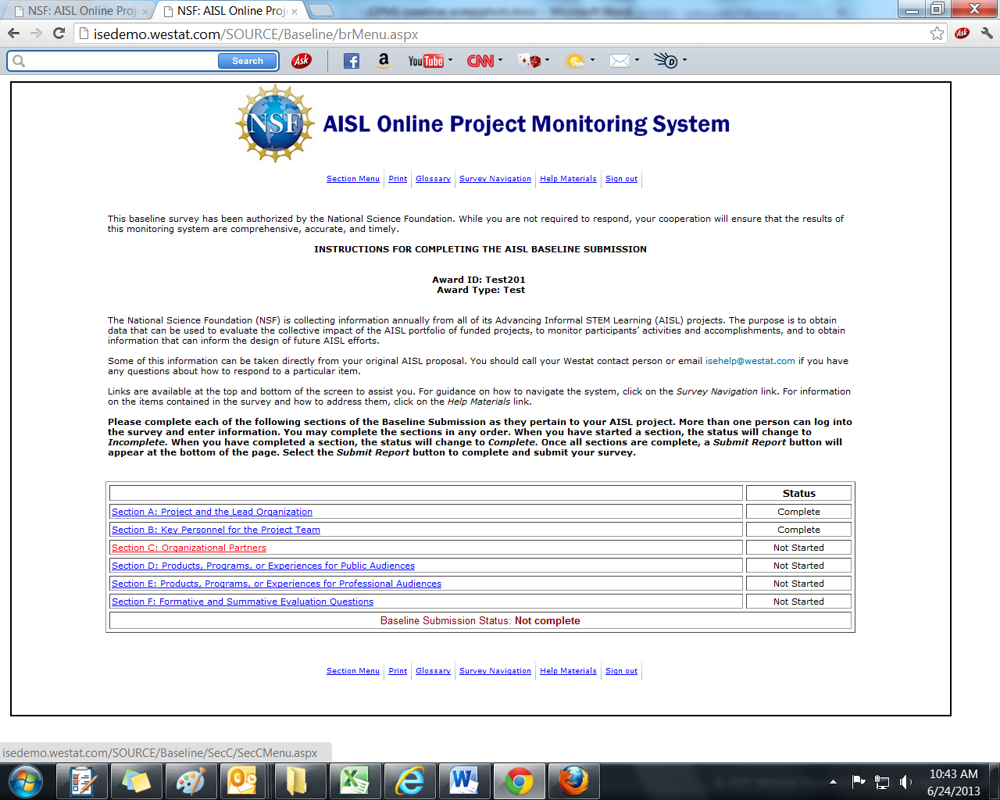 NSF: AISL Online Proj
NSF: AISL Online Proj
isedemo.westat.com/SOURCE/Baseline/brMenu.aspx
Ask
Search
Ask
a
YouTube
CNN
D
NSF
AISL Online Project Monitoring System
Section Menu
Print
Glossary
Survey Navigation
Help Materials
Sign out
This baseline survey has been authorized by the National Science Foundation. While you are not required to respond, your cooperation will ensure that the results of
this monitoring system are comprehensive, accurate, and timely.
INSTRUCTIONS FOR COMPLETING THE AISL BASELINE SUBMISSION
Award ID: Test201
Award Type: Test
The National Science Foundation (NSF) is collecting information annually from all of its Advancing Informal STEM Learning (AISL) projects. The purpose is to obtain
data that can be used to evaluate the collective impact of the AISL portfolio of funded projects, to monitor participants' activities and accomplishments, and to obtain
information that can inform the design of future AISL efforts.
Some of this information can be taken directly from your original AISL proposal. You should call your Westat contact person or email isehelp@westat.com if you have
any questions about how to respond to a particular item.
Links are available at the top and bottom of the screen to assist you. For guidance on how to navigate the system, click on the Survey Navigation link. For information
on the items contained in the survey and how to address them, click on the Help Materials link.
Please complete each of the following sections of the Baseline Submission as they pertain to your AISL project. More than one person can log into
the survey and enter information. You may complete the sections in any order. When you have started a section, the status will change to
Incomplete. When you have completed a section, the status will change to Complete. Once all sections are complete, a Submit Report button will
appear at the bottom of the page. Select the Submit Report button to complete and submit your survey.
Status
Section A: Project and the Lead Organization Complete
Section B: Key Personnel for the Project Team Complete
Section C: Organizational Partners Not Started
Section D: Products, Programs, or Experiences for Public Audiences Not Started
Section E: Products, Programs, or Experiences for Professional Audiences Not Started
Section F: Formative and Summative Evaluation Questions Not Started
Baseline Submission Status: Not complete
Section Menu
Print
Glossary
Survey Navigation
Help Materials
Sign out
isedemo.westat.com/SOURCE/Baseline/SecC/SecCMenu.aspx
10:43 AM
6/24/2013